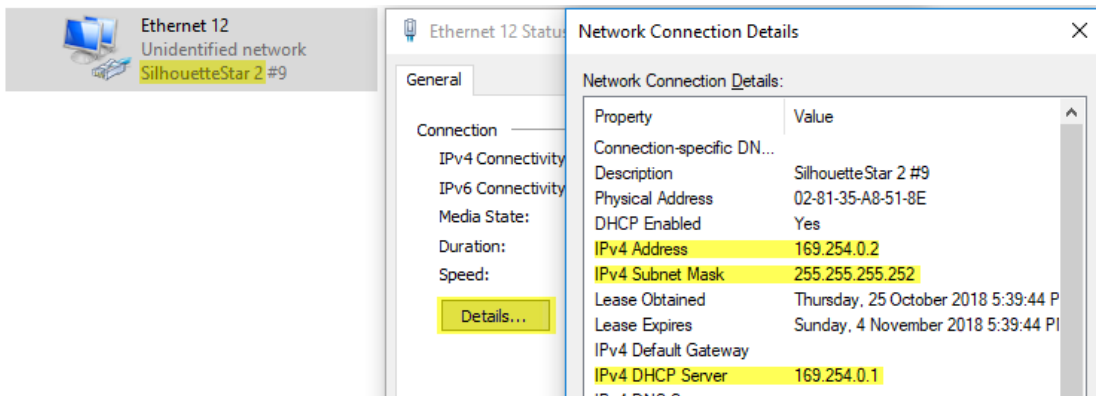 Ethernet 12
Unidentified network
SilhouetteStar 2 #9
Ethernet 12 Status
General
Connection
IPv4 Connectivity
IPv6 Connectivity
Media State:
Duration:
Speed:
Details...
Network Connection Details
Network Connection Details:
Property Value
Connection-specific DN...
Description SilhouetteStar 2 #9
Physical Address 02-81-35-A8-51-8E
DHCP Enabled Yes
IPv4 Address 169.254.0.2
IPv4 Subnet Mask 255.255.255.252
Lease Obtained Thursday, 25 October 2018 5:39:44 P
Lease Expires Sunday, 4 November 2018 5:39:44 P
IPv4 Default Gateway
IPv4 DHCP Server 169.254.0.1